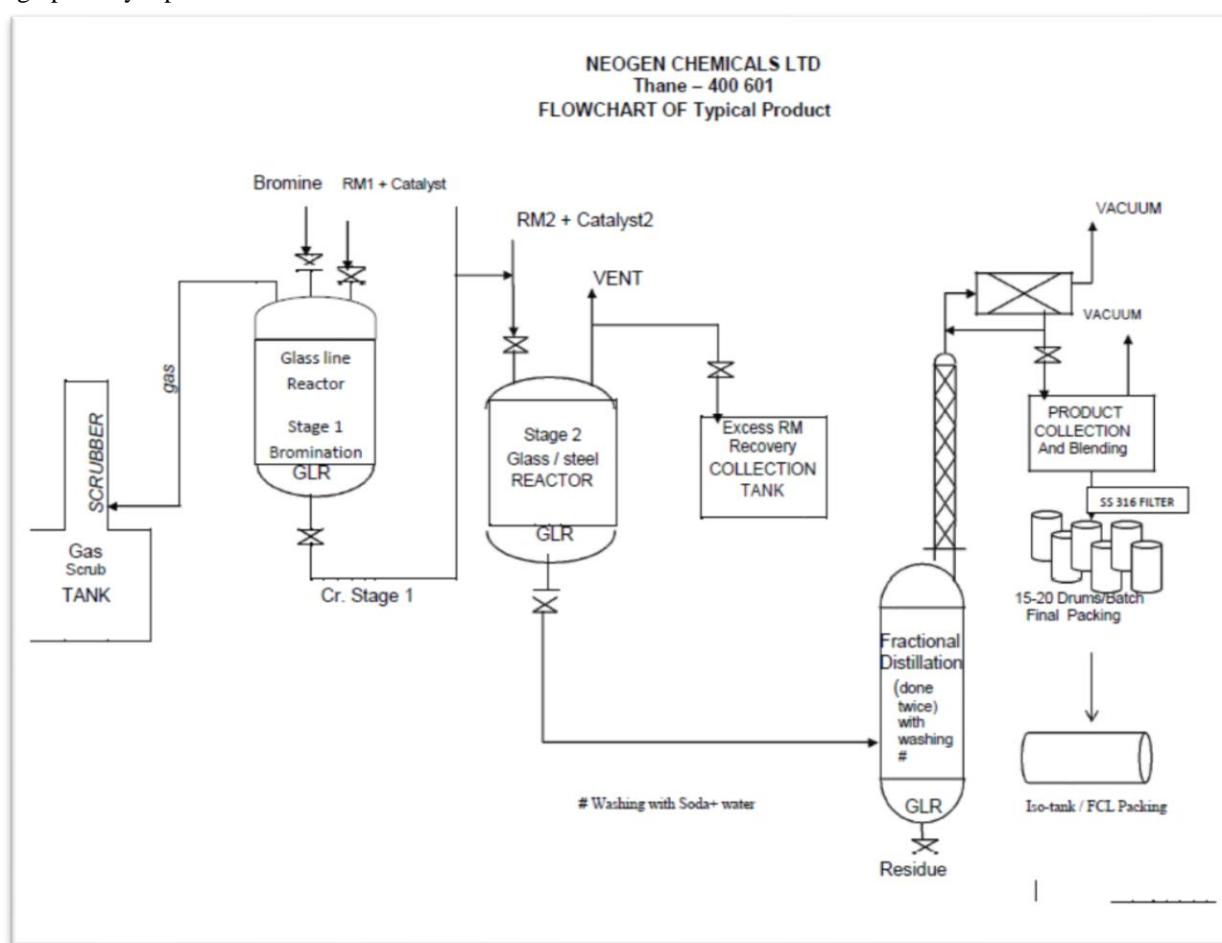 NEOGEN CHEMICALS LTD
Thane – 400 601
FLOWCHART OF Typical Product
Bromine
RM1 + Catalyst
RM2 + Catalyst2
VENT
VACUUM
VACUUM
gas
SCRUBBER
Gas
Scrub
TANK
Glass line
Reactor
Stage 1
Bromination
GLR
Cr. Stage 1
Stage 2
Glass / steel
REACTOR
GLR
Excess RM
Recovery
COLLECTION
TANK
PRODUCT
COLLECTION
And Blending
SS 316 FILTER
15-20 Drums/Batch
Final Packing
Fractional
Distillation
(done
twice)
with
washing
#
GLR
Residue
# Washing with Soda+ water
Iso-tank / FCL Packing